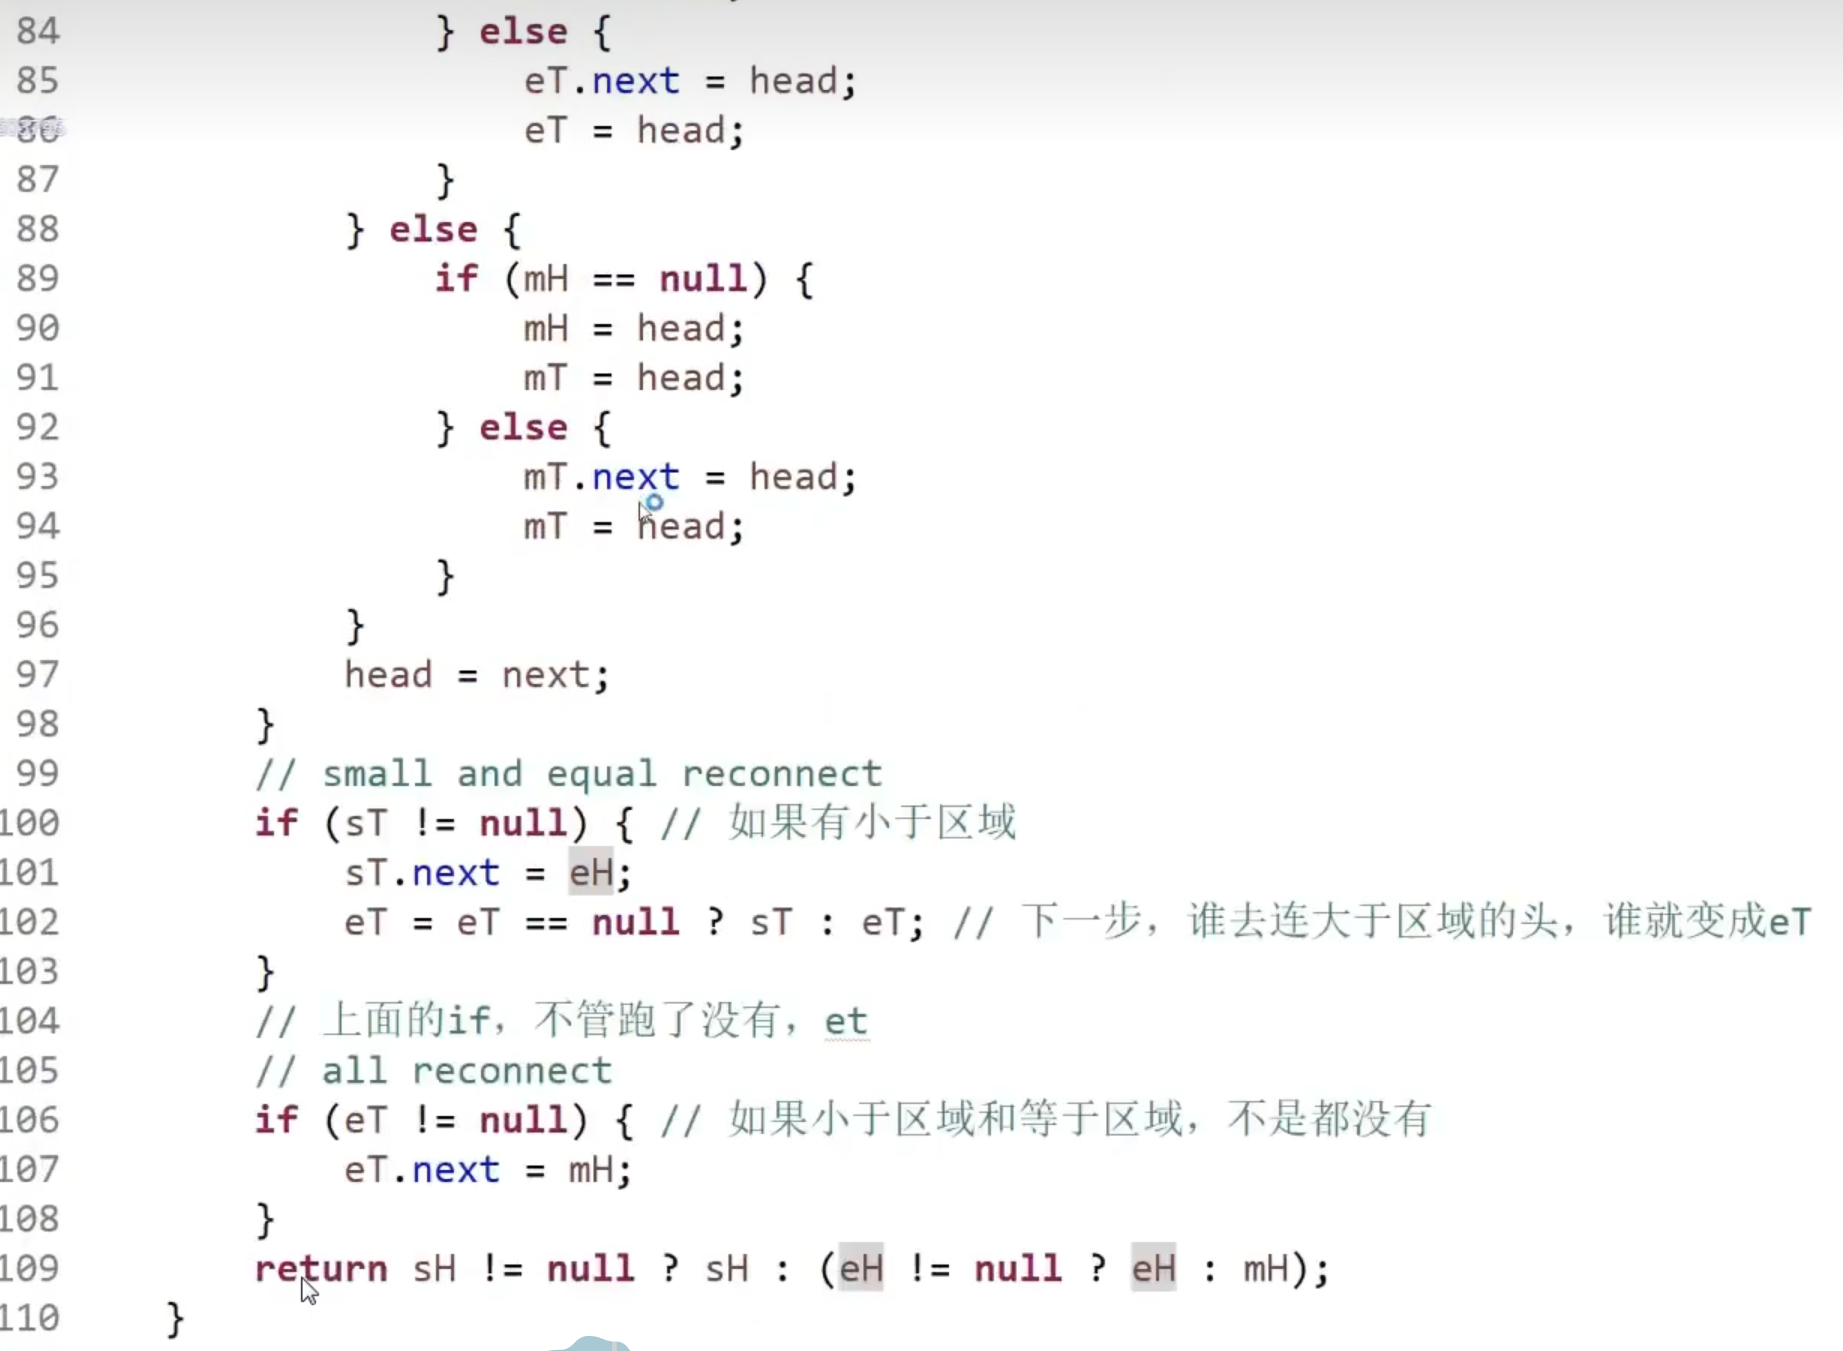 84 } else {
85 eT.next = head;
86 eT = head;
87 }
88 } else {
89 if (mH == null) {
90 mH = head;
91 mT = head;
92 } else {
93 mT.next = head;
94 mT = head;
95 }
96 }
97 head = next;
98 }
99 // small and equal reconnect
100 if (sT != null) { // 如果有小于区域
101 sT.next = eH;
102 eT = eT == null ? sT : eT; // 下一步，谁去连大于区域的头，谁就变成eT
103 }
104 // 上面的if，不管跑了没有，et
105 // all reconnect
106 if (eT != null) { // 如果小于区域和等于区域，不是都没有
107 eT.next = mH;
108 }
109 return sH != null ? sH : (eH != null ? eH : mH);
110 }